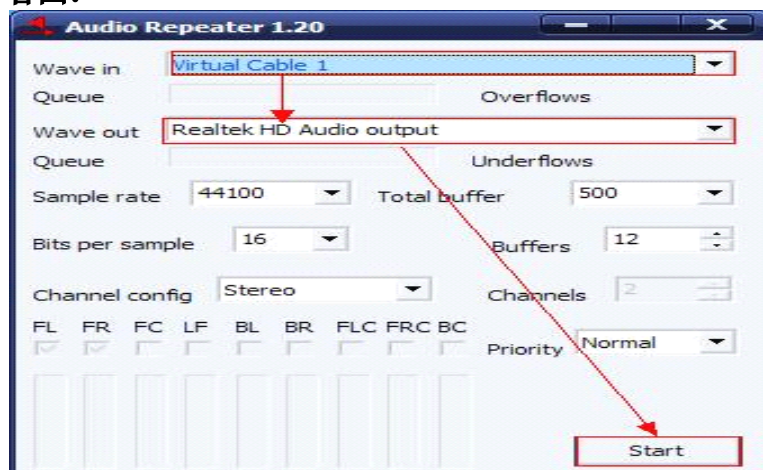 Audio Repeater 1.20
Wave in Virtual Cable 1
Queue Overflows
Wave out Realtek HD Audio output
Queue Underflows
Sample rate 44100 Total buffer 500
Bits per sample 16 Buffers 12
Channel config Stereo Channels 2
FL FR FC LF BL BR FLC FRC BC
Priority Normal
Start